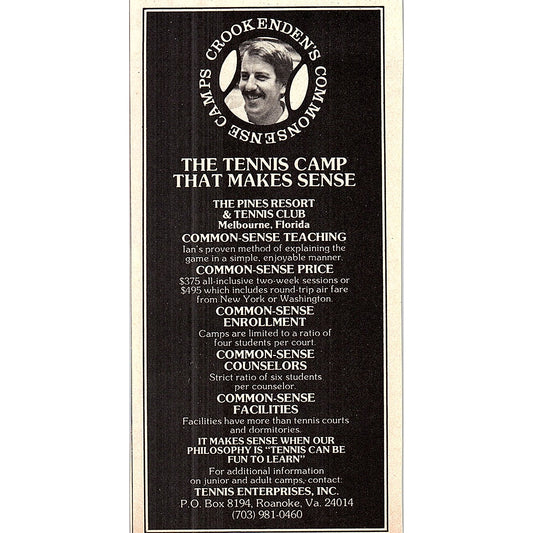 CROOKENDEN'S COMMONSENSE CAMPS
THE TENNIS CAMP
THAT MAKES SENSE
THE PINES RESORT
& TENNIS CLUB
Melbourne, Florida
COMMON-SENSE TEACHING
Ian's proven method of explaining the
game in a simple, enjoyable manner.
COMMON-SENSE PRICE
$375 all-inclusive two-week sessions or
$495 which includes round-trip air fare
from New York or Washington.
COMMON-SENSE
ENROLLMENT
Camps are limited to a ratio of
four students per court.
COMMON-SENSE
COUNSELORS
Strict ratio of six students
per counselor.
COMMON-SENSE
FACILITIES
Facilities have more than tennis courts
and dormitories.
IT MAKES SENSE WHEN OUR
PHILOSOPHY IS "TENNIS CAN BE
FUN TO LEARN"
For additional information
on junior and adult camps, contact:
TENNIS ENTERPRISES, INC.
P.O. Box 8194, Roanoke, Va. 24014
(703) 981-0460